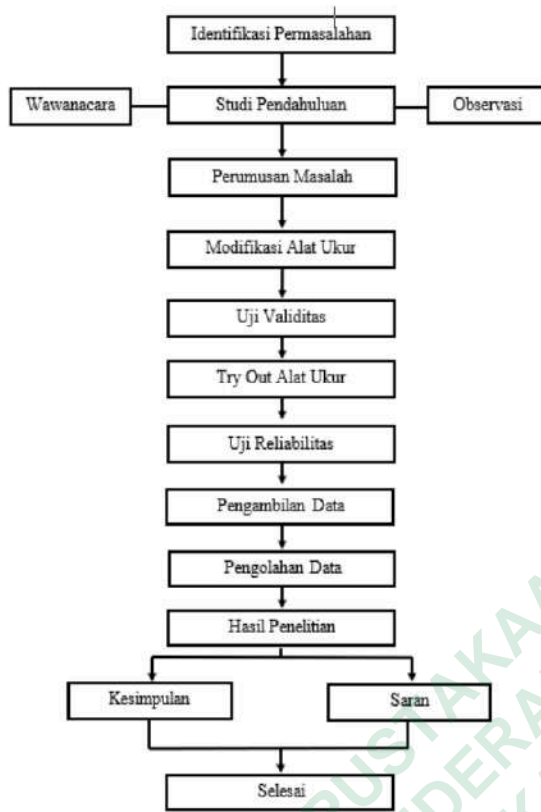 Identifikasi Permasalahan
Wawanacara
Studi Pendahuluan
Observasi
Perumusan Masalah
Modifikasi Alat Ukur
Uji Validitas
Try Out Alat Ukur
Uji Reliabilitas
Pengambilan Data
Pengolahan Data
Hasil Penelitian
Kesimpulan
Saran
Selesai